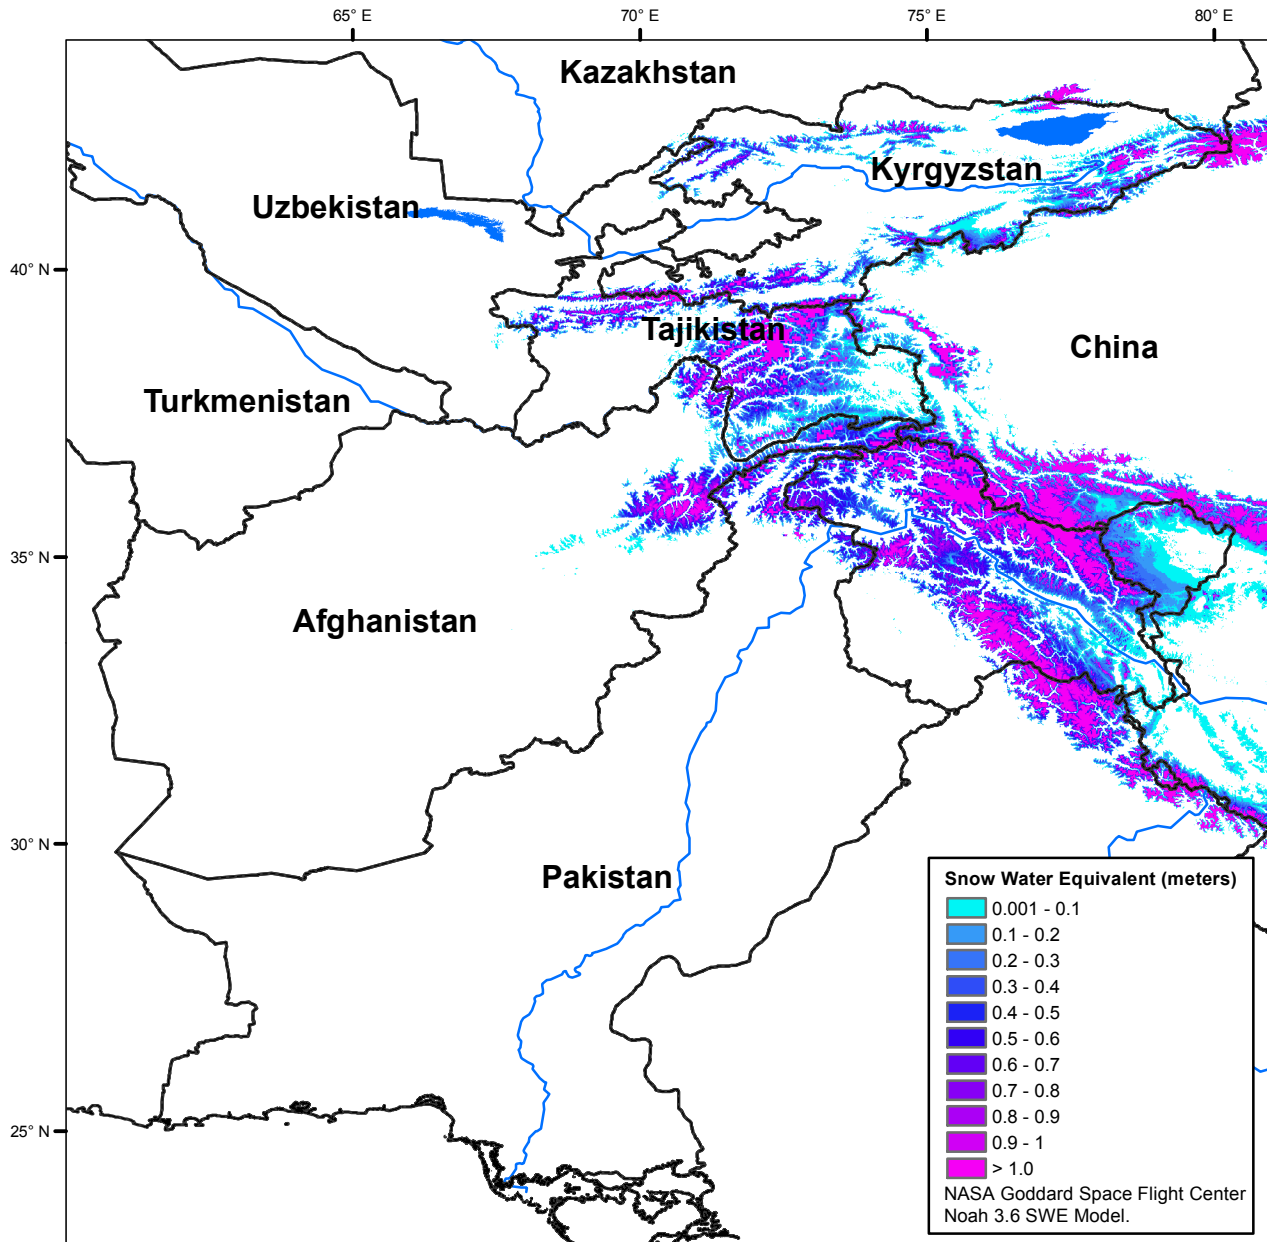 65° E
70° E
75° E
80° E
Kazakhstan
Kyrgyzstan
Uzbekistan
40° N
Tajikistan
China
Turkmenistan
35° N
Afghanistan
30° N
Pakistan
25° N
Snow Water Equivalent (meters)
0.001 - 0.1
0.1 - 0.2
0.2 - 0.3
0.3 - 0.4
0.4 - 0.5
0.5 - 0.6
0.6 - 0.7
0.7 - 0.8
0.8 - 0.9
0.9 - 1
> 1.0
NASA Goddard Space Flight Center
Noah 3.6 SWE Model.